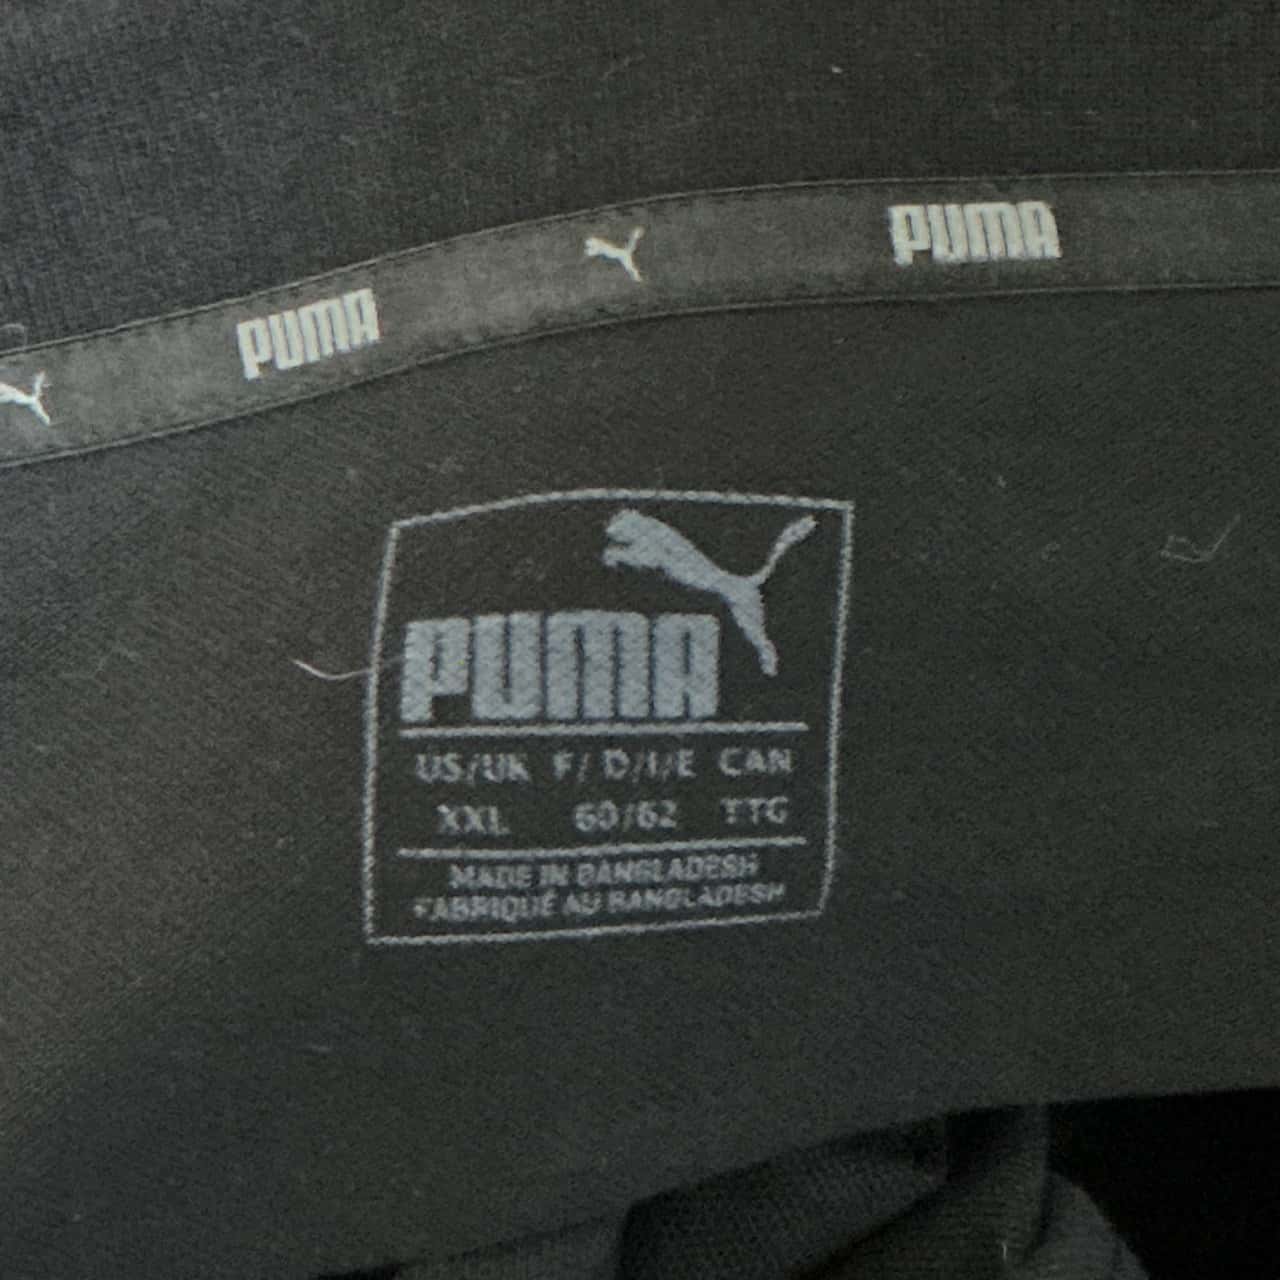 PUMA
PUMA
PUMA
US/UK F/ D/I/E CAN
XXL 60/62 TTG
MADE IN BANGLADESH
FABRIQUÉ AU BANGLADESH